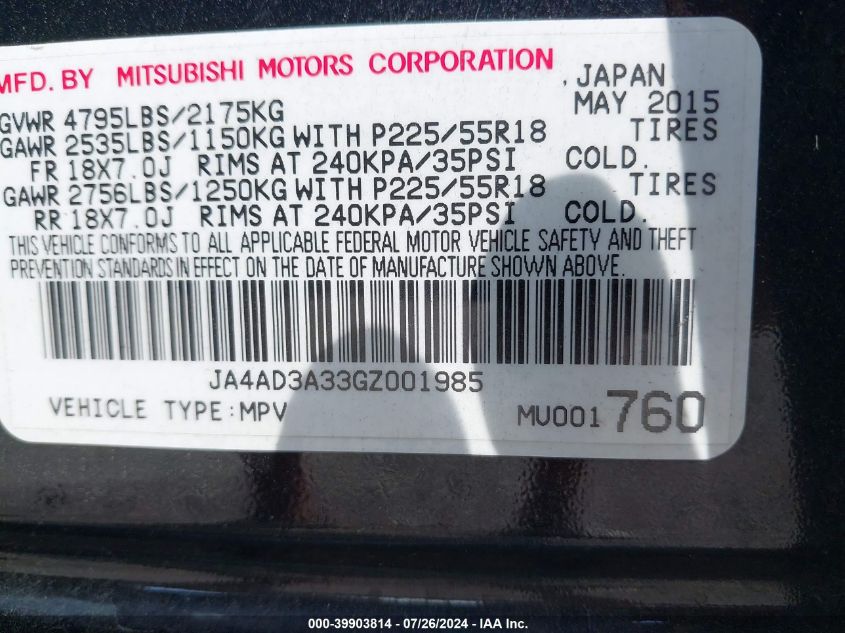 MFD. BY MITSUBISHI MOTORS CORPORATION , JAPAN
GVWR 4795LBS/2175KG MAY 2015
GAWR 2535LBS/1150KG WITH P225/55R18 TIRES
FR 18X7.0J RIMS AT 240KPA/35PSI COLD.
GAWR 2756LBS/1250KG WITH P225/55R18 TIRES
RR 18X7.0J RIMS AT 240KPA/35PSI COLD.
THIS VEHICLE CONFORMS TO ALL APPLICABLE FEDERAL MOTOR VEHICLE SAFETY AND THEFT
PREVENTION STANDARDS IN EFFECT ON THE DATE OF MANUFACTURE SHOWN ABOVE.
JA4AD3A33GZ001985
VEHICLE TYPE:MPV MU001760
000-39903814 - 07/26/2024 - IAA Inc.